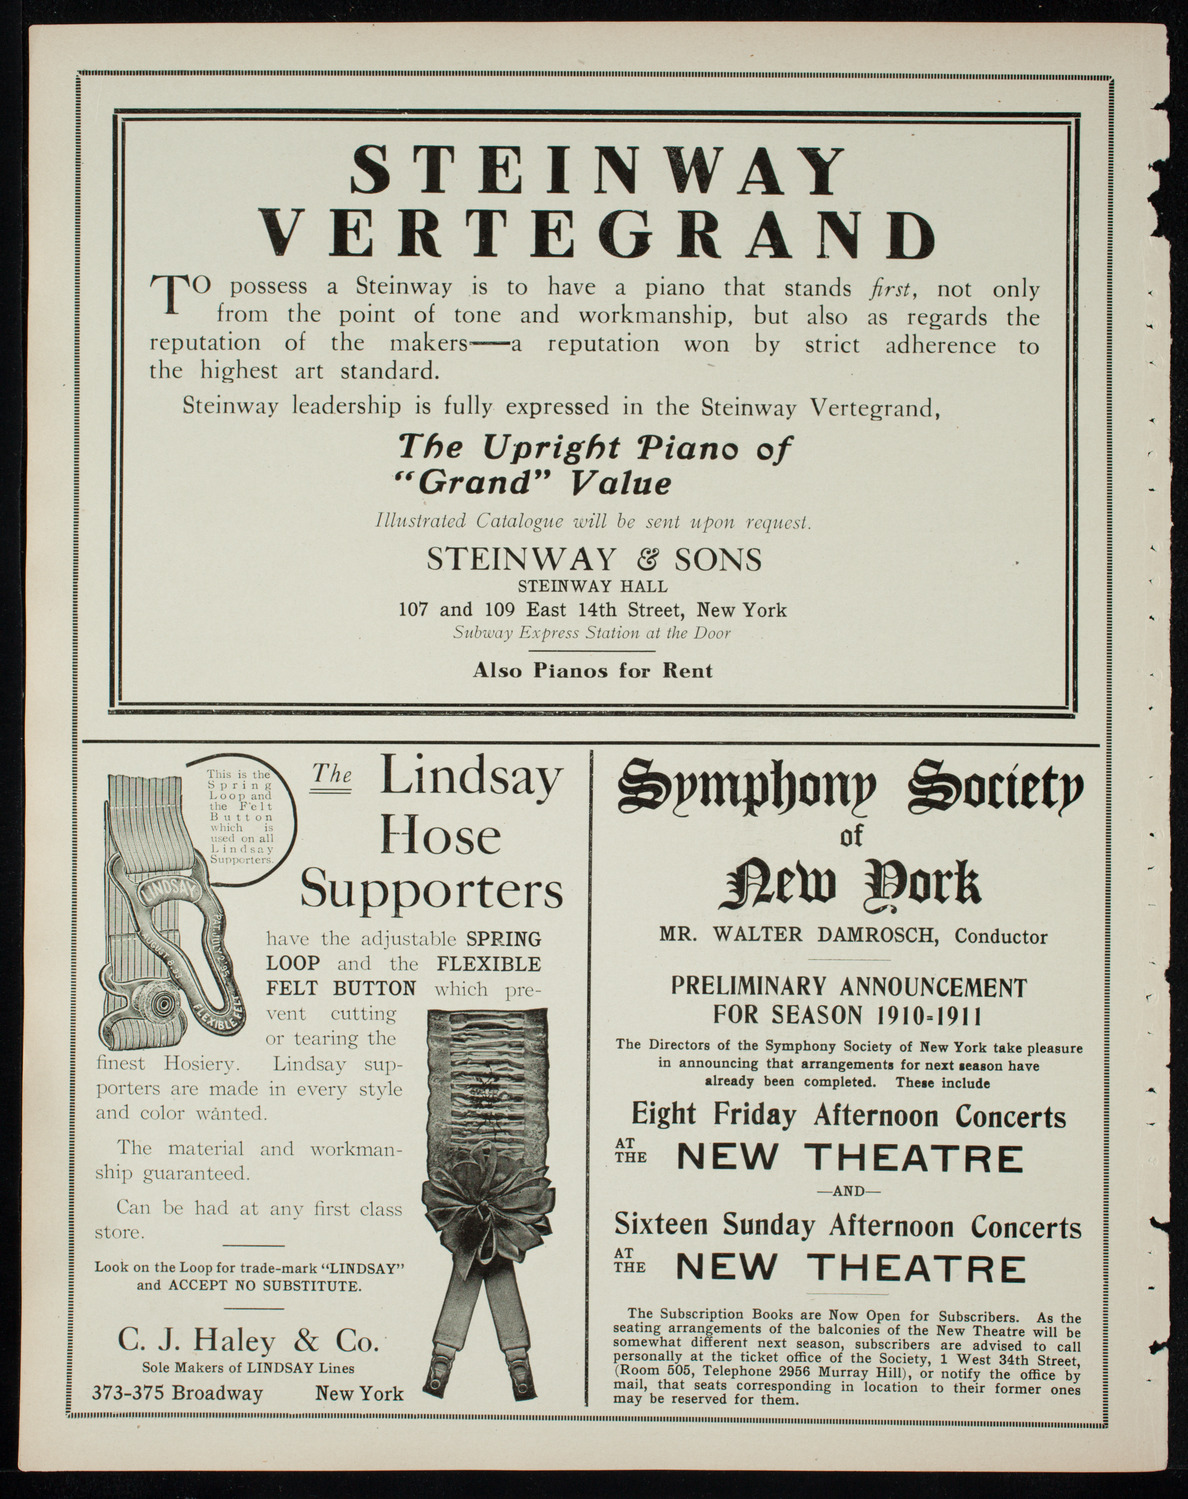 STEINWAY
VERTEGRAND
TO possess a Steinway is to have a piano that stands first, not only
from the point of tone and workmanship, but also as regards the
reputation of the makers—a reputation won by strict adherence to
the highest art standard.
Steinway leadership is fully expressed in the Steinway Vertegrand,
The Upright Piano of
“Grand” Value
Illustrated Catalogue will be sent upon request.
STEINWAY & SONS
STEINWAY HALL
107 and 109 East 14th Street, New York
Subway Express Station at the Door
Also Pianos for Rent
This is the
Spring
Loop and
the Felt
Button
which is
used on all
Lindsay
Supporters.
LINDSAY
The Lindsay
Hose
Supporters
have the adjustable SPRING
LOOP and the FLEXIBLE
FELT BUTTON which pre-
vent cutting
or tearing the
finest Hosiery. Lindsay sup-
porters are made in every style
and color wanted.
The material and workman-
ship guaranteed.
Can be had at any first class
store.
Look on the Loop for trade-mark “LINDSAY”
and ACCEPT NO SUBSTITUTE.
C. J. Haley & Co.
Sole Makers of LINDSAY Lines
373-375 Broadway New York
Symphony Society
of
New York
MR. WALTER DAMROSCH, Conductor
PRELIMINARY ANNOUNCEMENT
FOR SEASON 1910-1911
The Directors of the Symphony Society of New York take pleasure
in announcing that arrangements for next season have
already been completed. These include
Eight Friday Afternoon Concerts
AT THE NEW THEATRE
—AND—
Sixteen Sunday Afternoon Concerts
AT THE NEW THEATRE
The Subscription Books are Now Open for Subscribers. As the
seating arrangements of the balconies of the New Theatre will be
somewhat different next season, subscribers are advised to call
personally at the ticket office of the Society, 1 West 34th Street,
(Room 505, Telephone 2956 Murray Hill), or notify the office by
mail, that seats corresponding in location to their former ones
may be reserved for them.